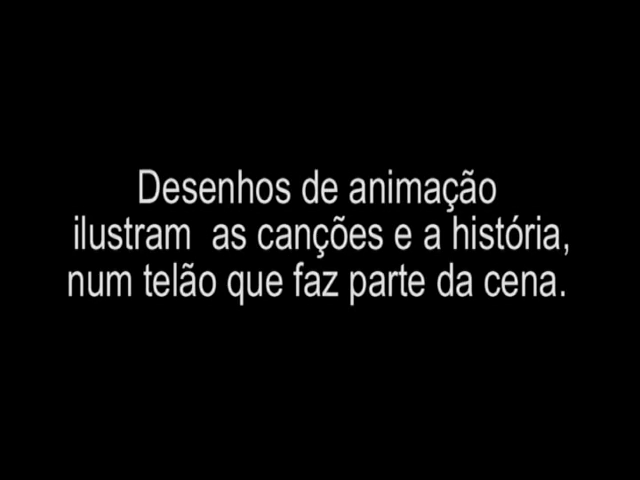 Desenhos de animação
ilustram as canções e a história,
num telão que faz parte da cena.